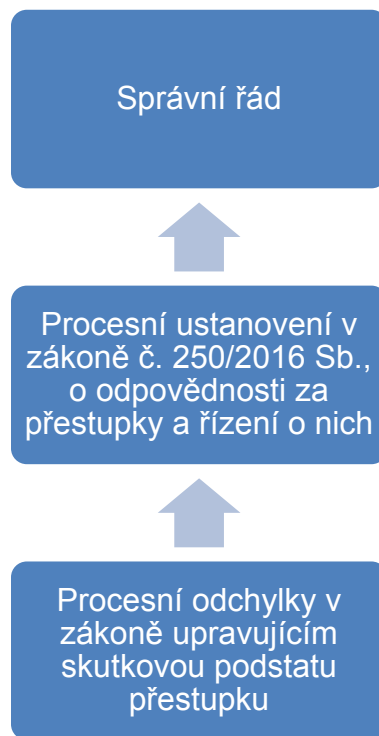 Správní řád
Procesní ustanovení v
zákoně č. 250/2016 Sb.,
o odpovědnosti za
přestupky a řízení o nich
Procesní odchylky v
zákoně upravujícím
skutkovou podstatu
přestupku